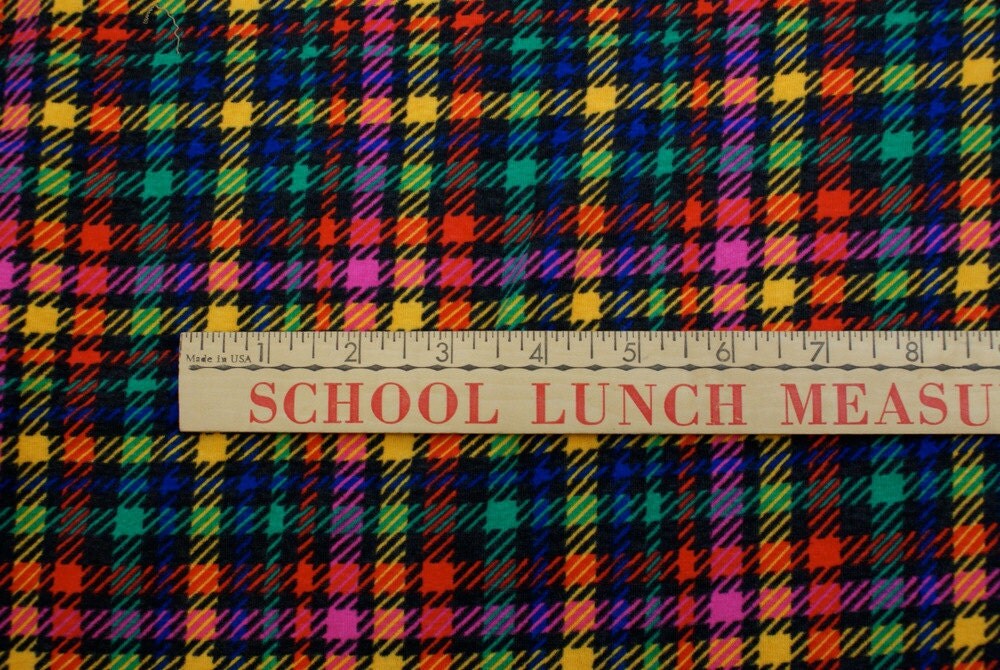 1 2 3 4 5 6 7 8
Made in USA
SCHOOL LUNCH MEASU